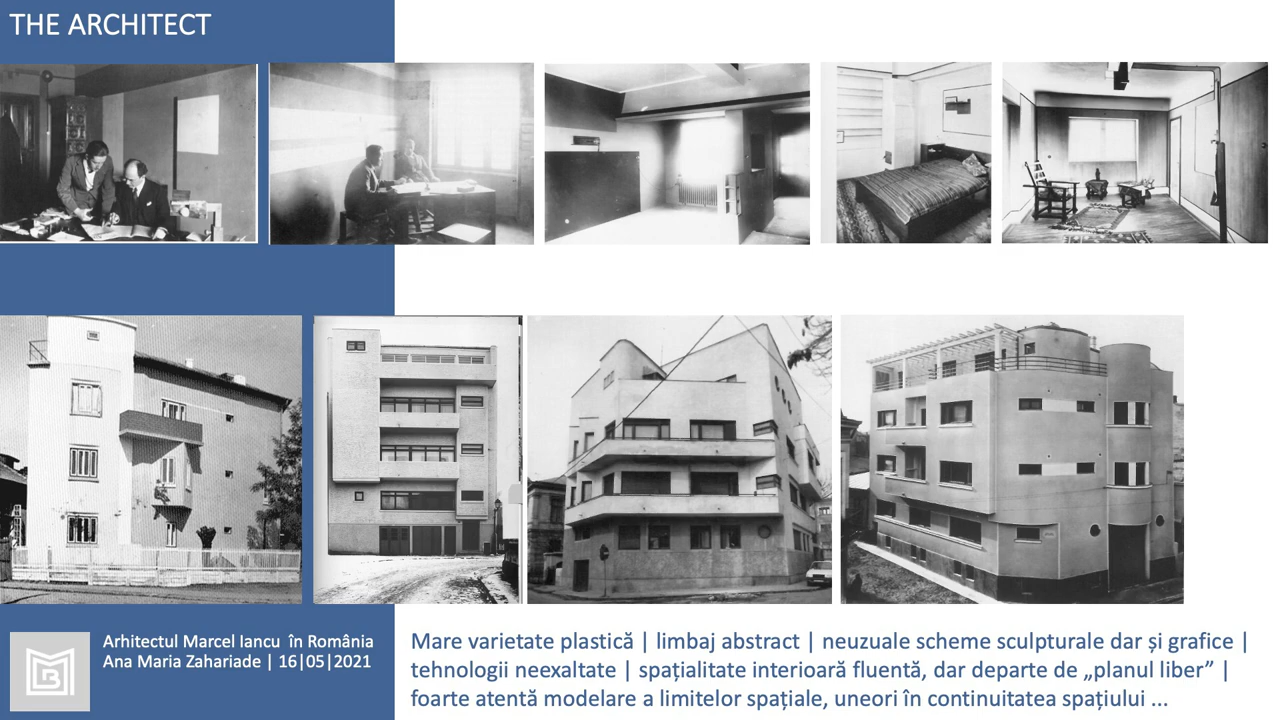 THE ARCHITECT
Arhitectul Marcel Iancu în România
Ana Maria Zahariade | 16|05|2021
Mare varietate plastică | limbaj abstract | neuzuale scheme sculpturale dar și grafice |
tehnologii neexaltate | spațialitate interioară fluentă, dar departe de „planul liber” |
foarte atentă modelare a limitelor spațiale, uneori în continuitatea spațiului ...